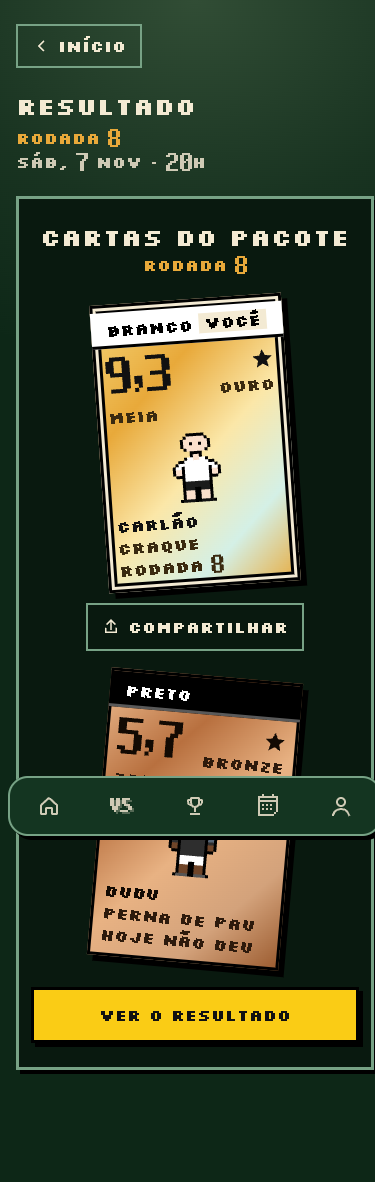 INÍCIO
RESULTADO
RODADA 8
SÁB, 7 NOV · 20H
CARTAS DO PACOTE
RODADA 8
BRANCO VOCÊ
9,3
OURO
MEIA
CARLÃO
CRAQUE
RODADA 8
COMPARTILHAR
PRETO
5,7
BRONZE
VS
DUDU
PERNA DE PAU
HOJE NÃO DEU
VER O RESULTADO